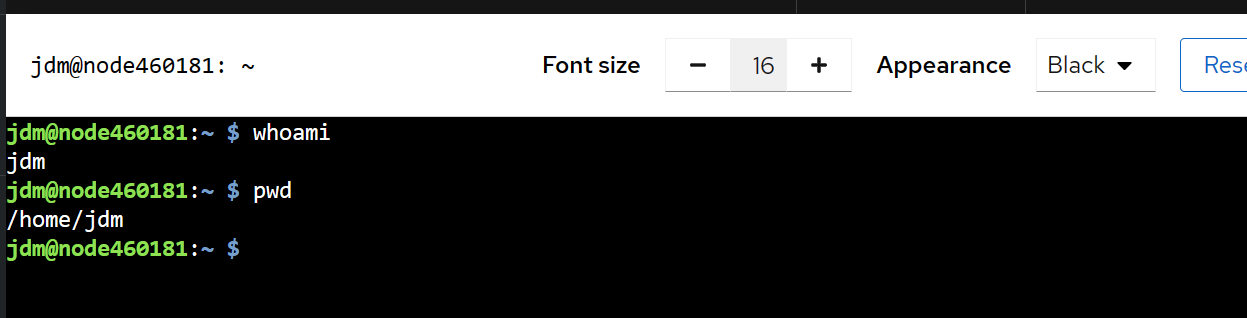 jdm@node460181: ~ Font size − 16 + Appearance Black
jdm@node460181:~ $ whoami
jdm
jdm@node460181:~ $ pwd
/home/jdm
jdm@node460181:~ $